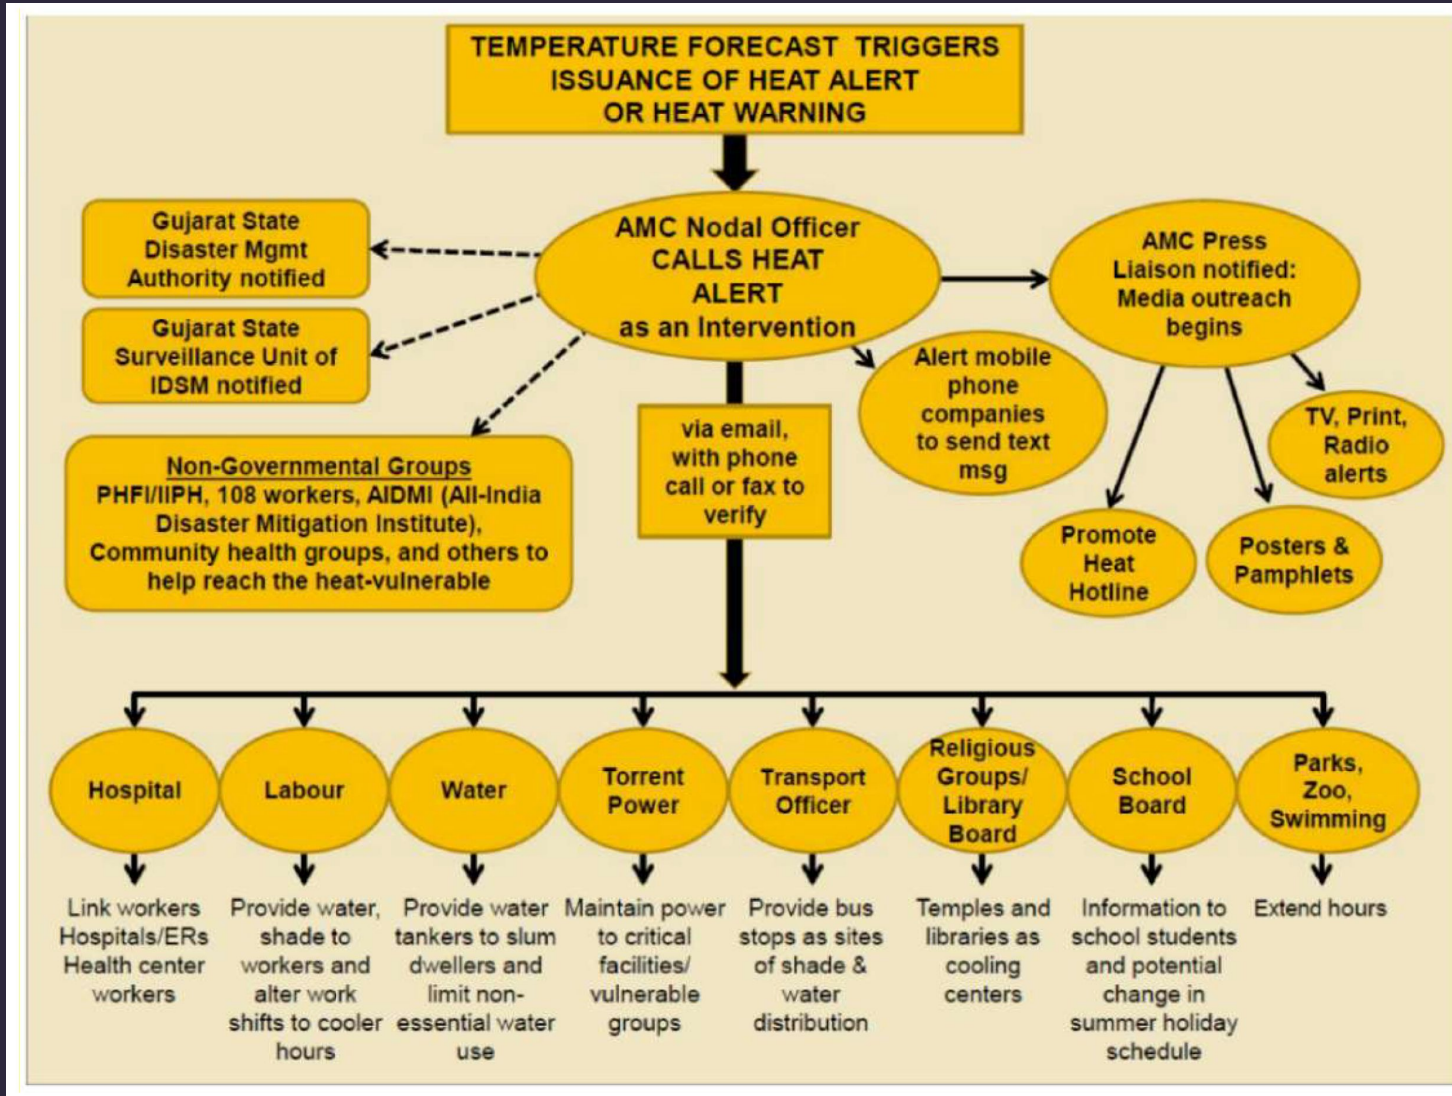 TEMPERATURE FORECAST TRIGGERS
ISSUANCE OF HEAT ALERT
OR HEAT WARNING
Gujarat State
Disaster Mgmt
Authority notified
Gujarat State
Surveillance Unit of
IDSM notified
Non-Governmental Groups
PHFI/IIPH, 108 workers, AIDMI (All-India
Disaster Mitigation Institute),
Community health groups, and others to
help reach the heat-vulnerable
AMC Nodal Officer
CALLS HEAT
ALERT
as an Intervention
via email,
with phone
call or fax to
verify
Alert mobile
phone
companies
to send text
msg
AMC Press
Liaison notified:
Media outreach
begins
TV, Print,
Radio
alerts
Promote
Heat
Hotline
Posters &
Pamphlets
Hospital
Labour
Water
Torrent
Power
Transport
Officer
Religious
Groups/
Library
Board
School
Board
Parks,
Zoo,
Swimming
Link workers
Hospitals/ERs
Health center
workers
Provide water,
shade to
workers and
alter work
shifts to cooler
hours
Provide water
tankers to slum
dwellers and
limit non-
essential water
use
Maintain power
to critical
facilities/
vulnerable
groups
Provide bus
stops as sites
of shade &
water
distribution
Temples and
libraries as
cooling
centers
Information to
school students
and potential
change in
summer holiday
schedule
Extend hours